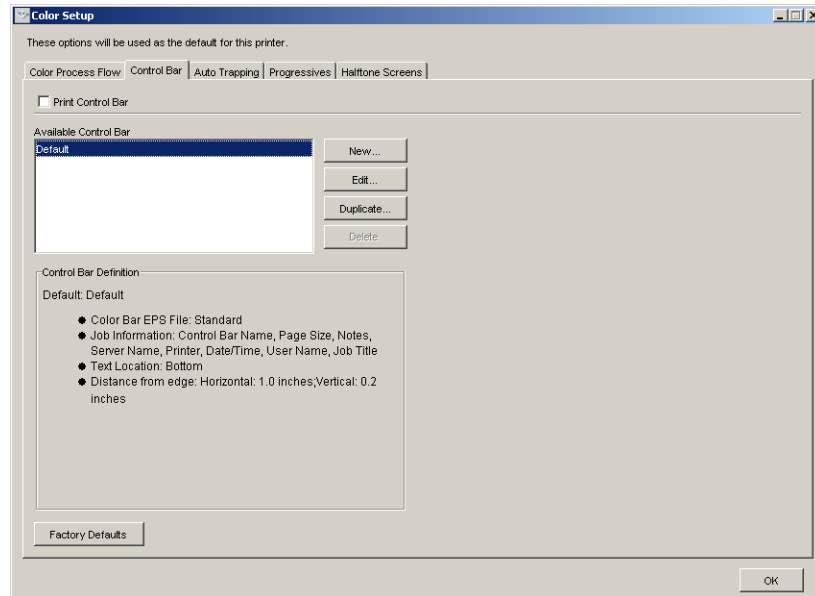 Color Setup
These options will be used as the default for this printer.
Color Process Flow Control Bar Auto Trapping Progressives Halftone Screens
Print Control Bar
Available Control Bar
Default
New...
Edit...
Duplicate...
Delete
Control Bar Definition
Default: Default
Color Bar EPS File: Standard
Job Information: Control Bar Name, Page Size, Notes,
Server Name, Printer, Date/Time, User Name, Job Title
Text Location: Bottom
Distance from edge: Horizontal: 1.0 inches;Vertical: 0.2
inches
Factory Defaults
OK